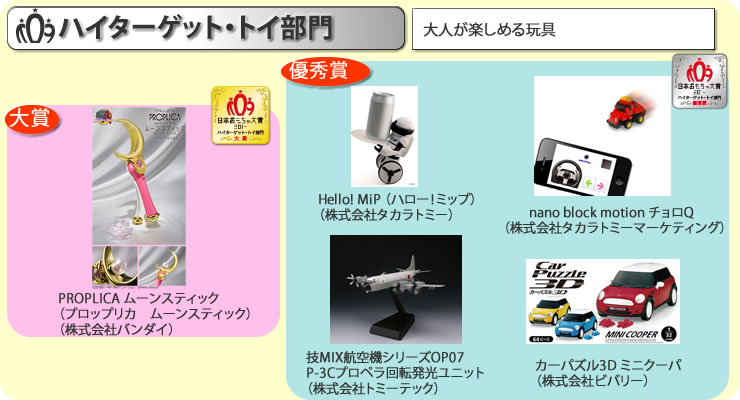 ハイターゲット・トイ部門
大人が楽しめる玩具
大賞
日本おもちゃ大賞
ハイターゲット・トイ部門
大賞
PROPLICA
ムーンスティック
PROPLICA ムーンスティック
（プロップリカ　ムーンスティック）
（株式会社バンダイ）
優秀賞
日本おもちゃ大賞
ハイターゲット・トイ部門
優秀賞
Hello! MiP （ハロー！ミップ）
（株式会社タカラトミー）
nano block motion チョロQ
（株式会社タカラトミーマーケティング）
技MIX航空機シリーズOP07
P-3Cプロペラ回転発光ユニット
（株式会社トミーテック）
Car
Puzzle
3D
カーパズル3D
64ピース
MINI COOPER
1
32
カーパズル3D ミニクーパ
（株式会社ビバリー）